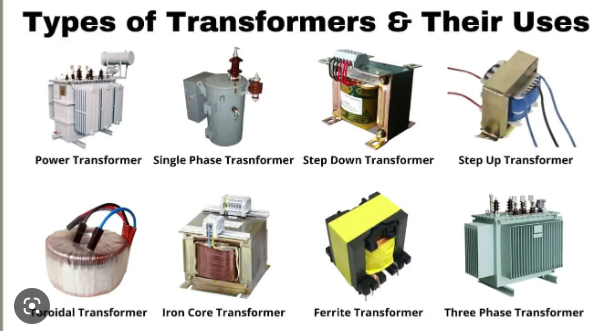 Types of Transformers & Their Uses
Power Transformer Single Phase Trasnformer Step Down Transformer Step Up Transformer
Toroidal Transformer Iron Core Transformer Ferrite Transformer Three Phase Transformer